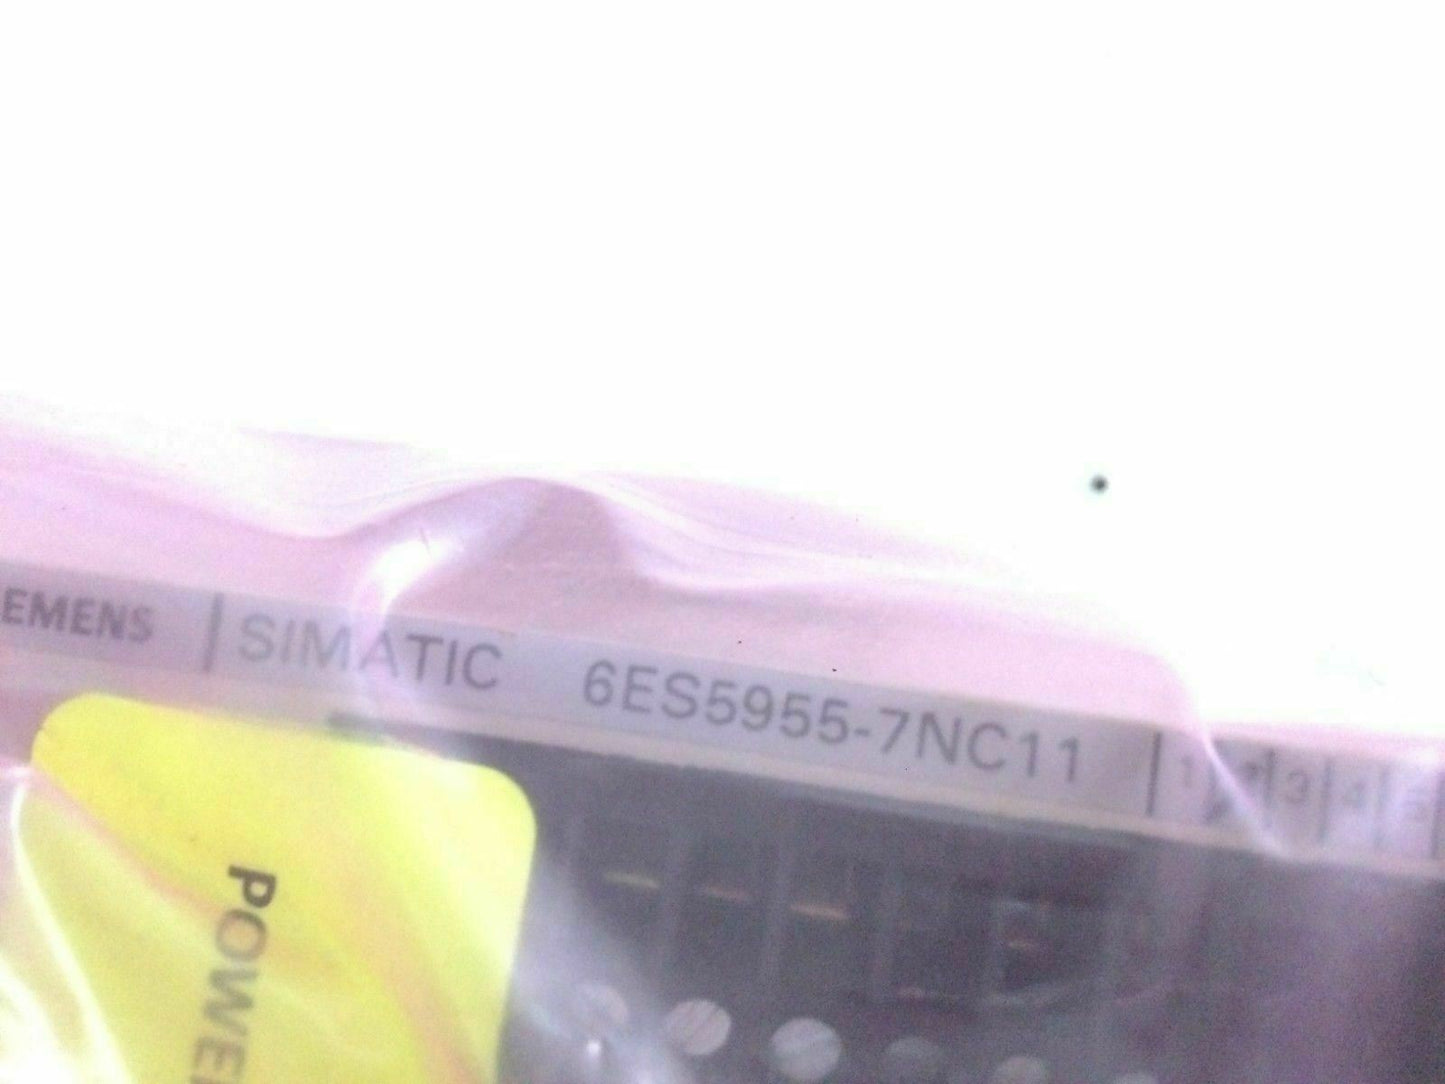 EMENS | SIMATIC 6ES5955-7NC11 | 1 | 3 | 4
POWE